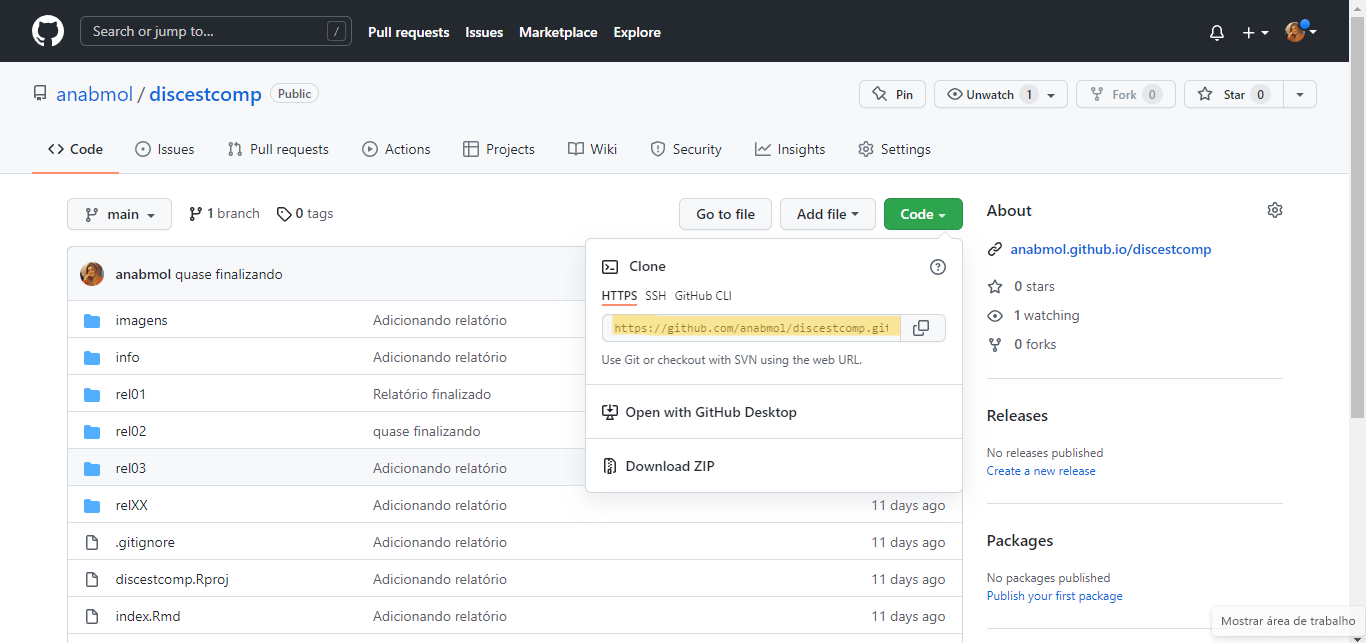 Search or jump to... /
Pull requests Issues Marketplace Explore
anabmol / discestcomp Public
Pin Unwatch 1 Fork 0 Star 0
Code Issues Pull requests Actions Projects Wiki Security Insights Settings
main 1 branch 0 tags Go to file Add file Code
anabmol quase finalizando
imagens Adicionando relatório
info Adicionando relatório
rel01 Relatório finalizado
rel02 quase finalizando
rel03 Adicionando relatório
relXX Adicionando relatório 11 days ago
.gitignore Adicionando relatório 11 days ago
discestcomp.Rproj Adicionando relatório 11 days ago
index.Rmd Adicionando relatório 11 days ago
Clone
HTTPS SSH GitHub CLI
https://github.com/anabmol/discestcomp.git
Use Git or checkout with SVN using the web URL.
Open with GitHub Desktop
Download ZIP
About
anabmol.github.io/discestcomp
0 stars
1 watching
0 forks
Releases
No releases published
Create a new release
Packages
No packages published
Publish your first package
Mostrar área de trabalho